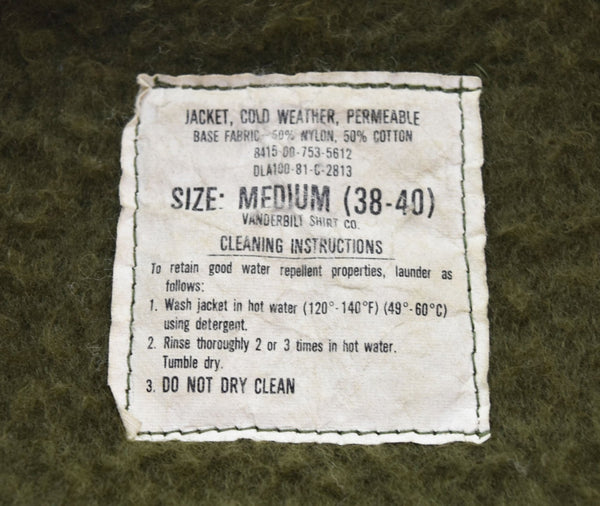 JACKET, COLD WEATHER, PERMEABLE
BASE FABRIC-50% NYLON, 50% COTTON
8415-00-753-5612
DLA100-81-C-2813
SIZE: MEDIUM (38-40)
VANDERBILT SHIRT CO.
CLEANING INSTRUCTIONS
To retain good water repellent properties, launder as
follows:
1. Wash jacket in hot water (120°-140°F) (49°-60°C)
using detergent.
2. Rinse thoroughly 2 or 3 times in hot water.
Tumble dry.
3. DO NOT DRY CLEAN